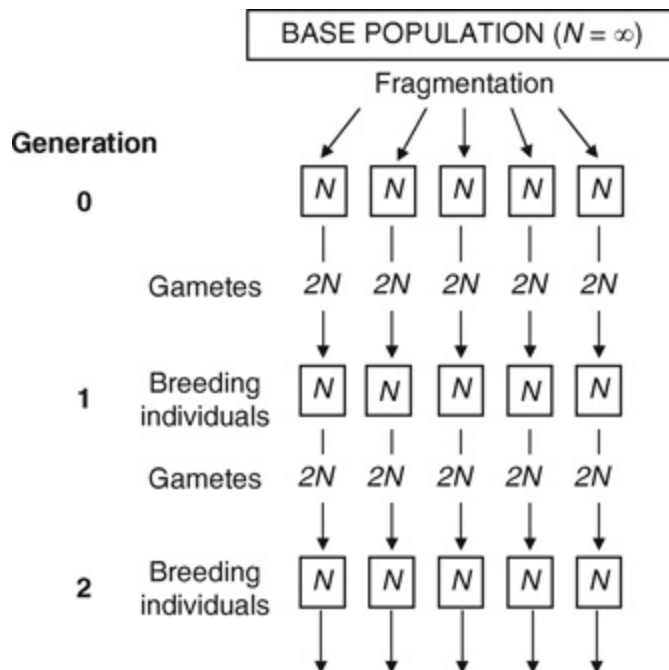 BASE POPULATION (N = ∞)
Fragmentation
Generation
0 N N N N N
Gametes 2N 2N 2N 2N 2N
1 Breeding individuals N N N N N
Gametes 2N 2N 2N 2N 2N
2 Breeding individuals N N N N N